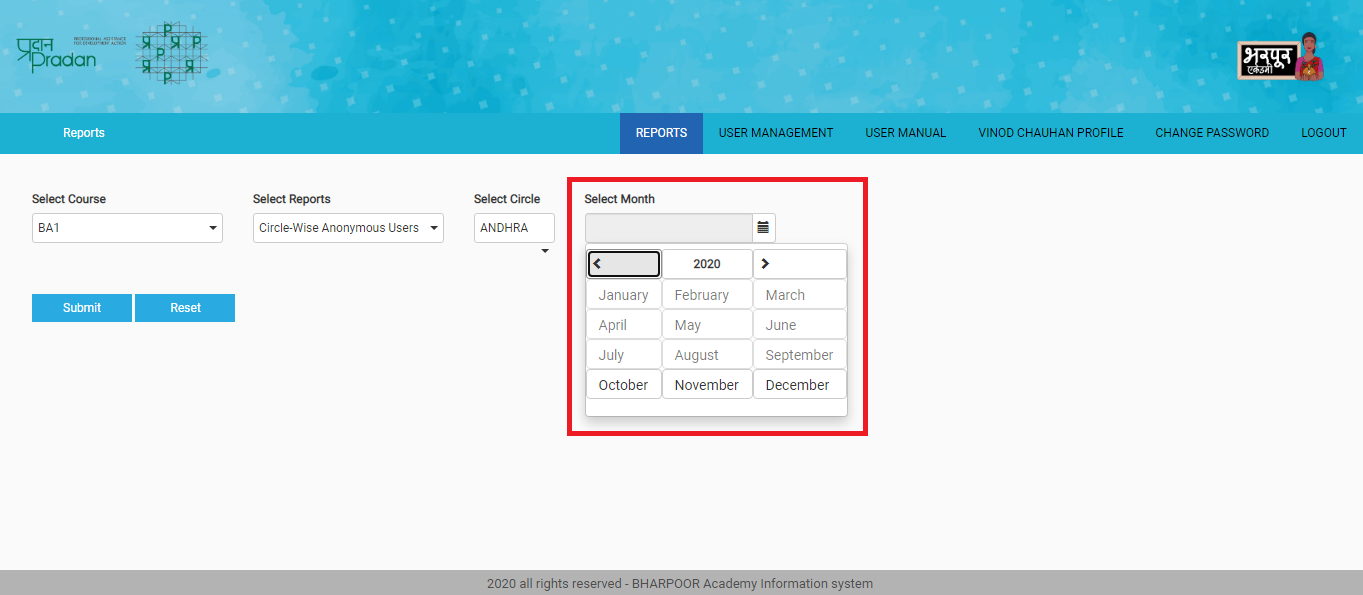 प्रदान
Pradan
PROFESSIONAL ASSISTANCE
FOR DEVELOPMENT ACTION
P
प्र P प्र P
प्र P प्र
P
भरपूर
एकेडमी
Reports
REPORTS
USER MANAGEMENT
USER MANUAL
VINOD CHAUHAN PROFILE
CHANGE PASSWORD
LOGOUT
Select Course
Select Reports
Select Circle
Select Month
BA1
Circle-Wise Anonymous Users
ANDHRA
2020
January February March
April May June
July August September
October November December
Submit
Reset
2020 all rights reserved - BHARPOOR Academy Information system